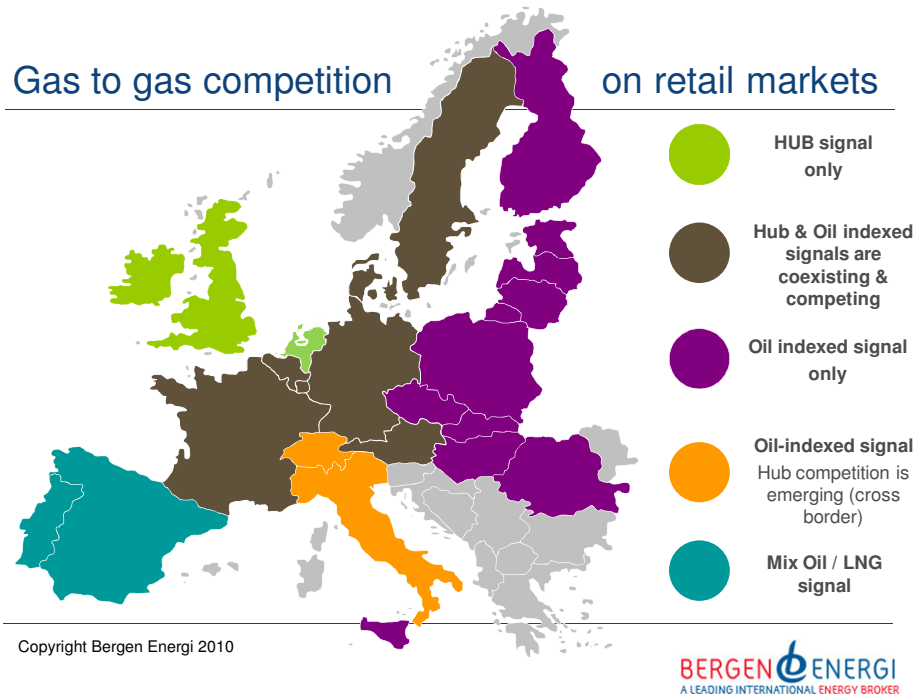 Gas to gas competition on retail markets
HUB signal
only
Hub & Oil indexed
signals are
coexisting &
competing
Oil indexed signal
only
Oil-indexed signal
Hub competition is
emerging (cross
border)
Mix Oil / LNG
signal
Copyright Bergen Energi 2010
BERGEN ENERGI
A LEADING INTERNATIONAL ENERGY BROKER